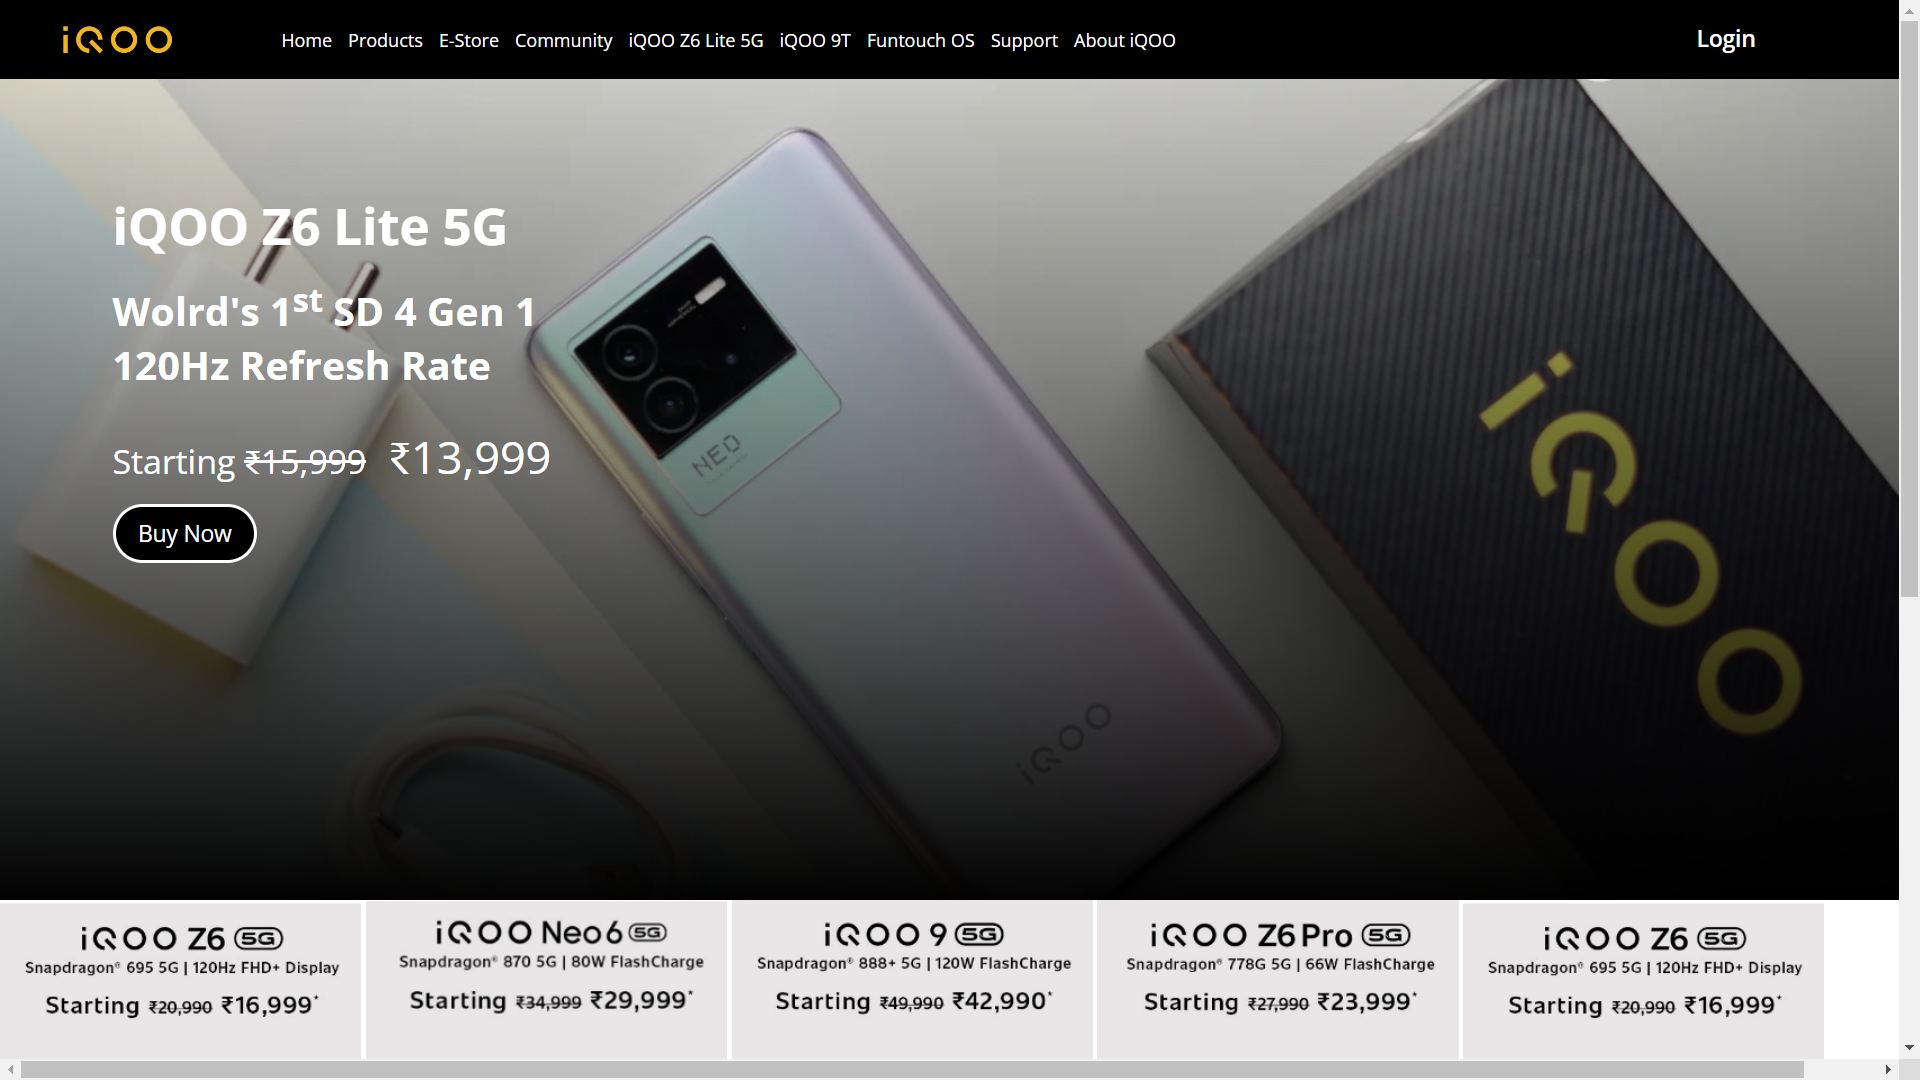 iQOO
Home Products E-Store Community iQOO Z6 Lite 5G iQOO 9T Funtouch OS Support About iQOO
Login
iQOO Z6 Lite 5G
Wolrd's 1st SD 4 Gen 1
120Hz Refresh Rate
Starting ₹15,999 ₹13,999
Buy Now
NEO
iQOO
iQOO
iQOO Z6 5G
Snapdragon® 695 5G | 120Hz FHD+ Display
Starting ₹20,990 ₹16,999*
iQOO Neo6 5G
Snapdragon® 870 5G | 80W FlashCharge
Starting ₹34,999 ₹29,999*
iQOO 9 5G
Snapdragon® 888+ 5G | 120W FlashCharge
Starting ₹49,990 ₹42,990*
iQOO Z6 Pro 5G
Snapdragon® 778G 5G | 66W FlashCharge
Starting ₹27,990 ₹23,999*
iQOO Z6 5G
Snapdragon® 695 5G | 120Hz FHD+ Display
Starting ₹20,990 ₹16,999*